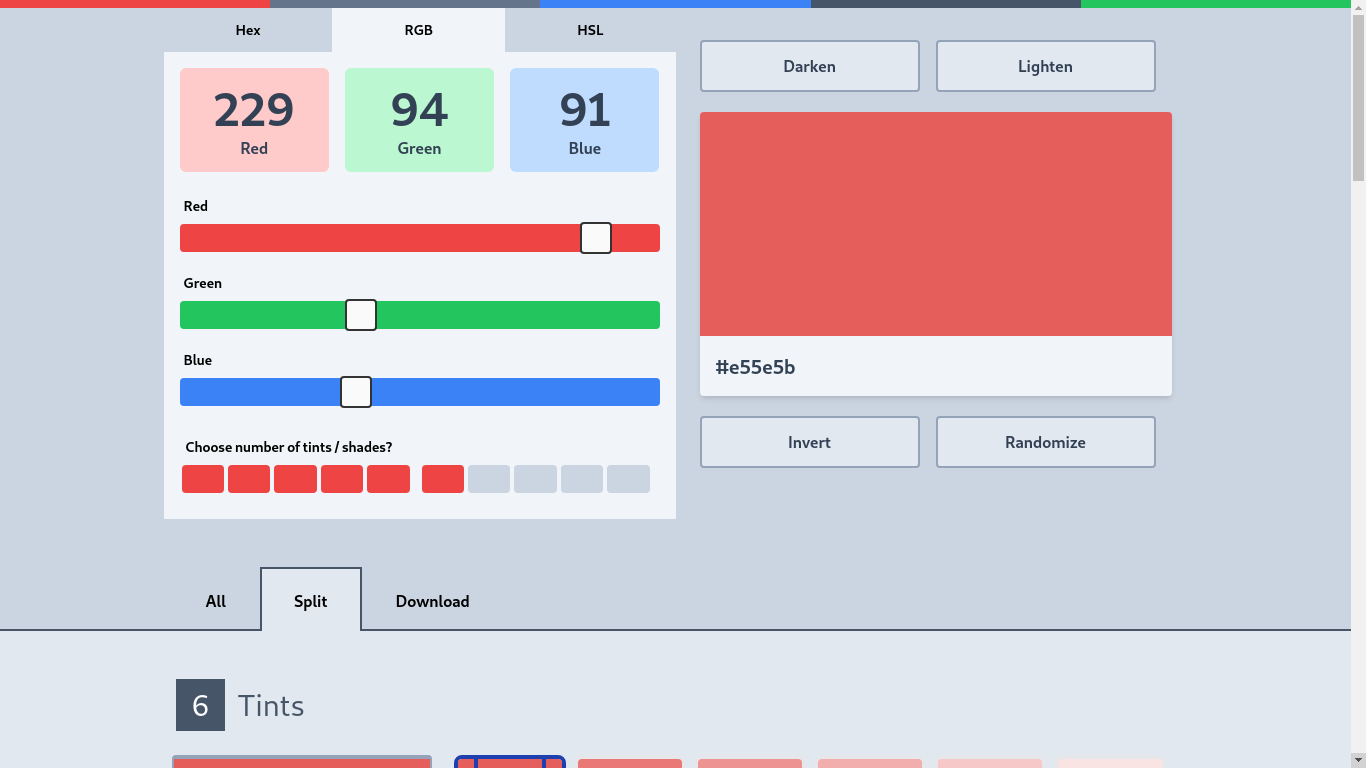 Hex RGB HSL
229 94 91
Red Green Blue
Red
Green
Blue
Choose number of tints / shades?
Darken Lighten
#e55e5b
Invert Randomize
All Split Download
6 Tints